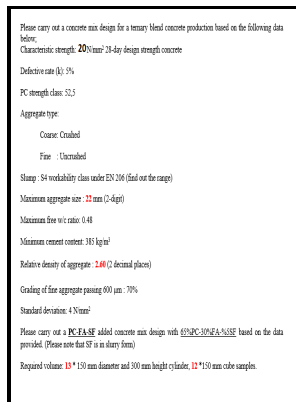 Please carry out a concrete mix design for a ternary blend concrete production based on the following data
below;
Characteristic strength: 20N/mm² 28-day design strength concrete
Defective rate (k): 5%
PC strength class: 52,5
Aggregate type:
Coarse: Crushed
Fine : Uncrushed
Slump : S4 workability class under EN 206 (find out the range)
Maximum aggregate size : 22 mm (2-digit)
Maximum free w/c ratio: 0.48
Minimum cement content: 385 kg/m³
Relative density of aggregate : 2.60 (2 decimal places)
Grading of fine aggregate passing 600 µm : 70%
Standard deviation: 4 N/mm²
Please carry out a PC-FA-SF added concrete mix design with 65%PC-30%FA-%5SF based on the data
provided. (Please note that SF is in slurry form)
Required volume: 13 * 150 mm diameter and 300 mm height cylinder, 12 *150 mm cube samples.